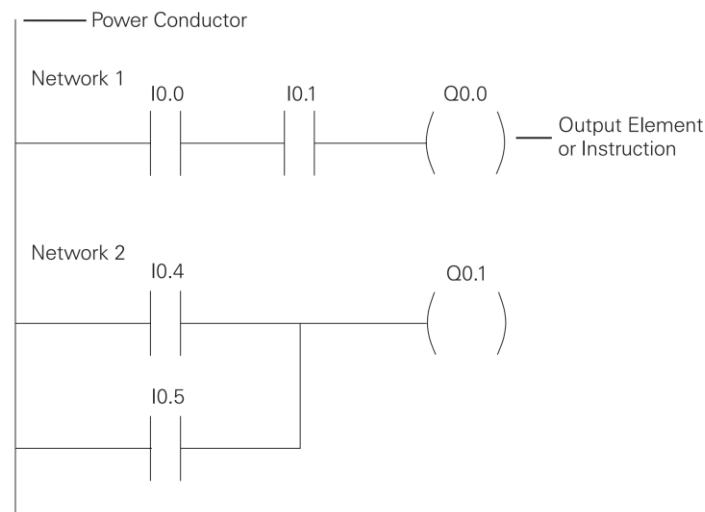 Power Conductor
Network 1
I0.0
I0.1
Q0.0
Output Element
or Instruction
Network 2
I0.4
Q0.1
I0.5